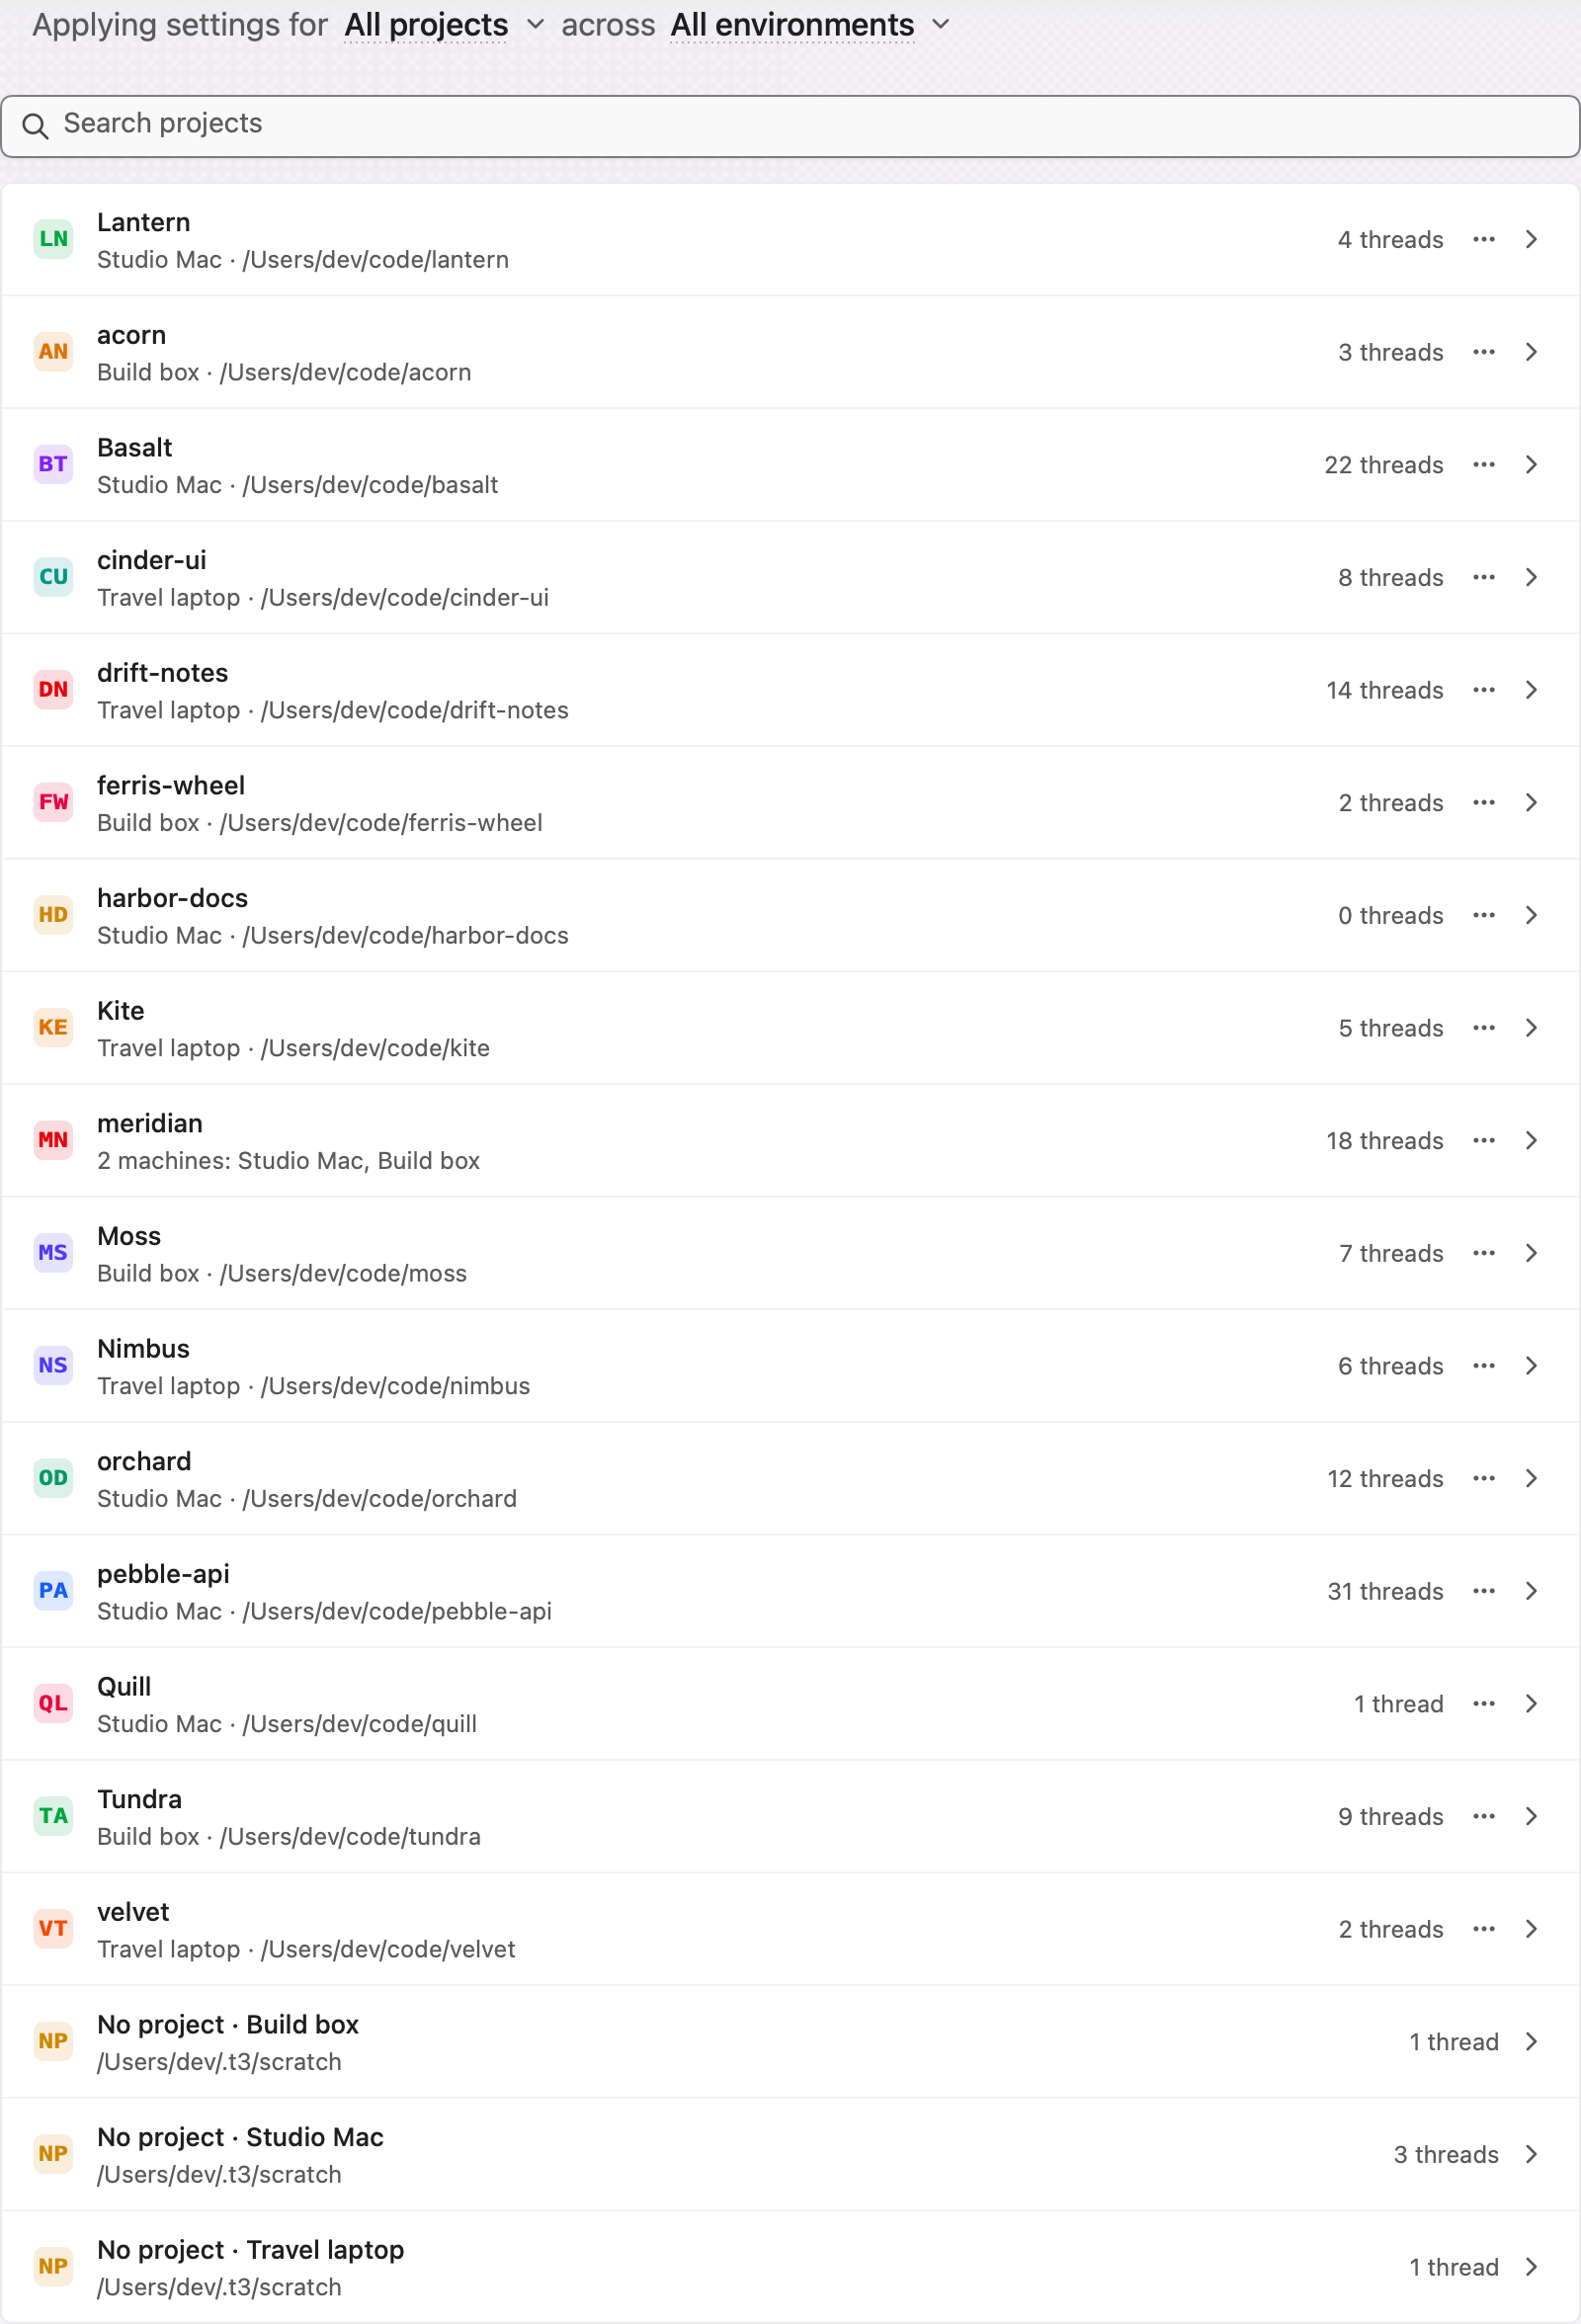 Applying settings for All projects across All environments
Search projects
LN Lantern 4 threads
Studio Mac · /Users/dev/code/lantern
AN acorn 3 threads
Build box · /Users/dev/code/acorn
BT Basalt 22 threads
Studio Mac · /Users/dev/code/basalt
CU cinder-ui 8 threads
Travel laptop · /Users/dev/code/cinder-ui
DN drift-notes 14 threads
Travel laptop · /Users/dev/code/drift-notes
FW ferris-wheel 2 threads
Build box · /Users/dev/code/ferris-wheel
HD harbor-docs 0 threads
Studio Mac · /Users/dev/code/harbor-docs
KE Kite 5 threads
Travel laptop · /Users/dev/code/kite
MN meridian 18 threads
2 machines: Studio Mac, Build box
MS Moss 7 threads
Build box · /Users/dev/code/moss
NS Nimbus 6 threads
Travel laptop · /Users/dev/code/nimbus
OD orchard 12 threads
Studio Mac · /Users/dev/code/orchard
PA pebble-api 31 threads
Studio Mac · /Users/dev/code/pebble-api
QL Quill 1 thread
Studio Mac · /Users/dev/code/quill
TA Tundra 9 threads
Build box · /Users/dev/code/tundra
VT velvet 2 threads
Travel laptop · /Users/dev/code/velvet
NP No project · Build box 1 thread
/Users/dev/.t3/scratch
NP No project · Studio Mac 3 threads
/Users/dev/.t3/scratch
NP No project · Travel laptop 1 thread
/Users/dev/.t3/scratch